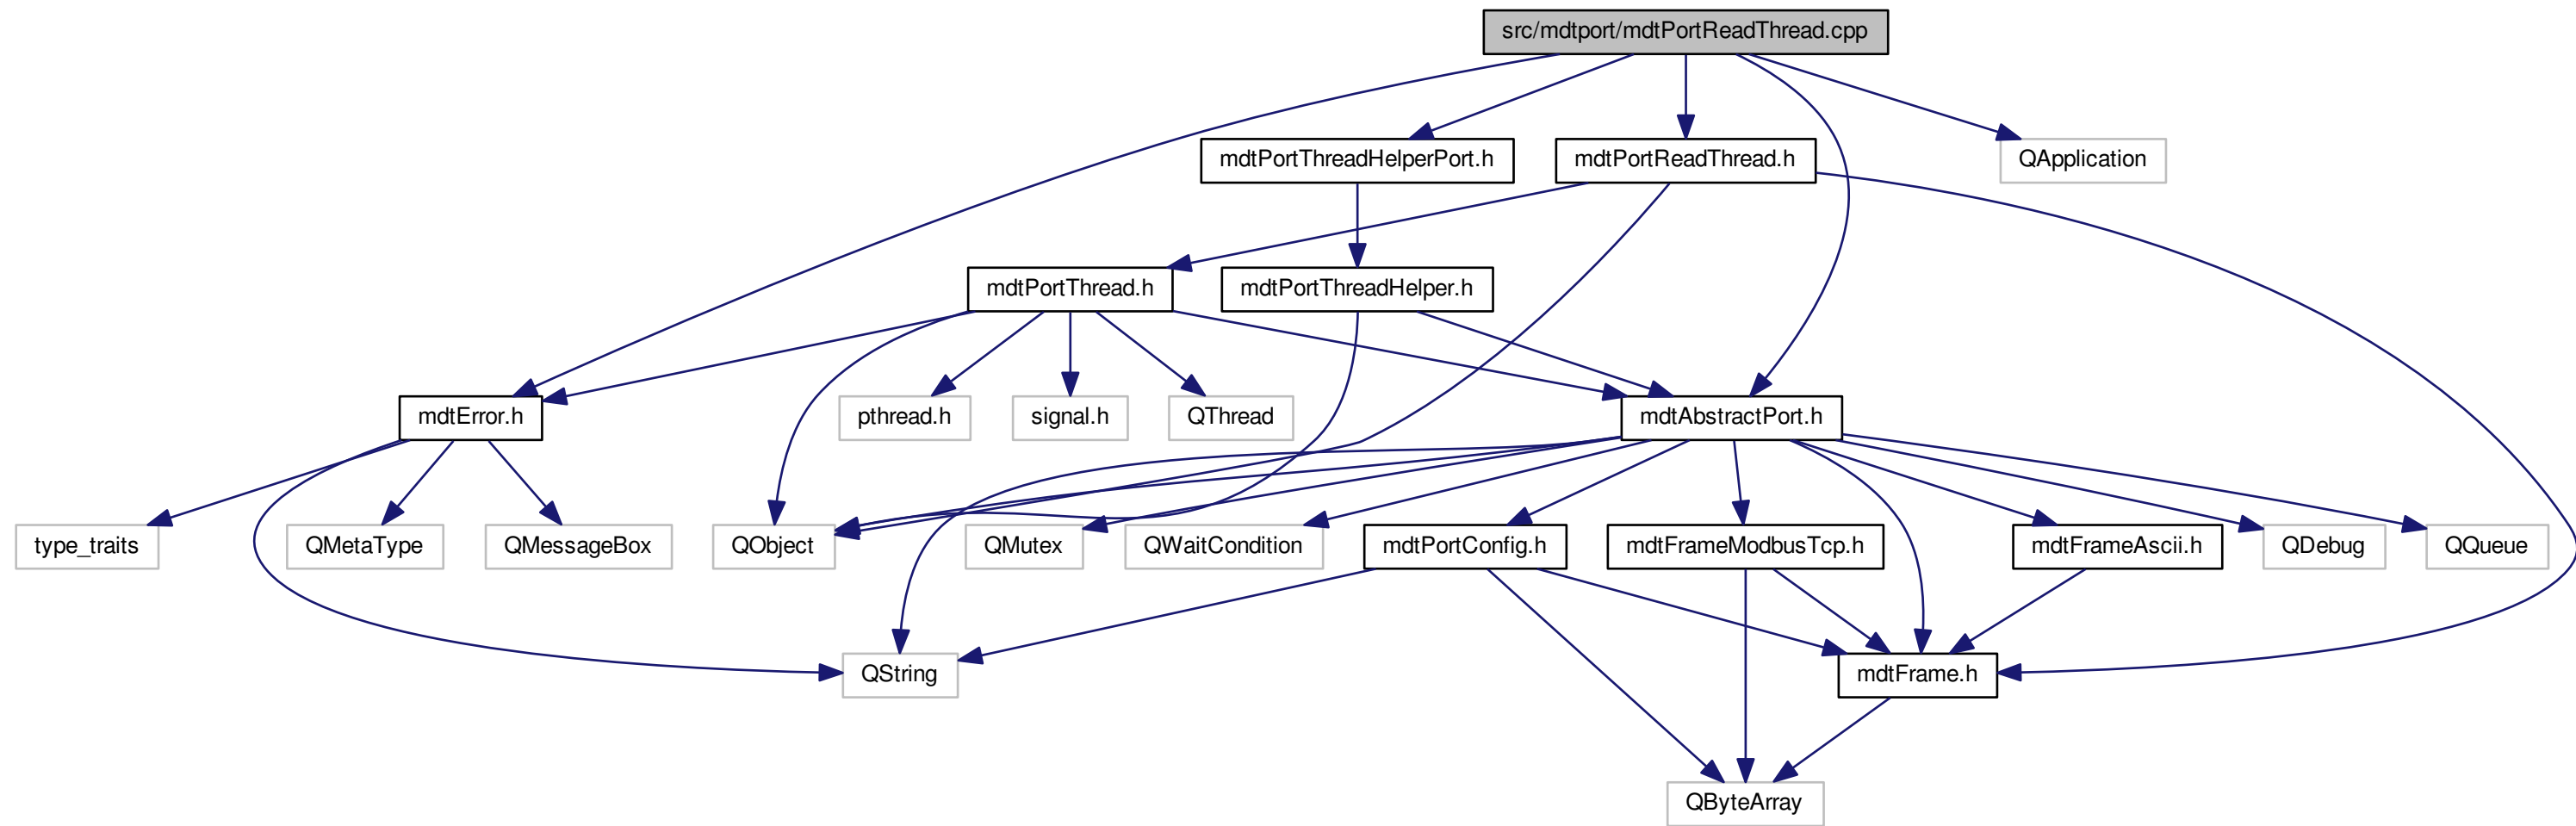 src/mdtport/mdtPortReadThread.cpp
mdtPortThreadHelperPort.h
mdtPortReadThread.h
QApplication
mdtPortThread.h
mdtPortThreadHelper.h
mdtError.h
pthread.h
signal.h
QThread
mdtAbstractPort.h
type_traits
QMetaType
QMessageBox
QObject
QMutex
QWaitCondition
mdtPortConfig.h
mdtFrameModbusTcp.h
mdtFrameAscii.h
QDebug
QQueue
QString
mdtFrame.h
QByteArray